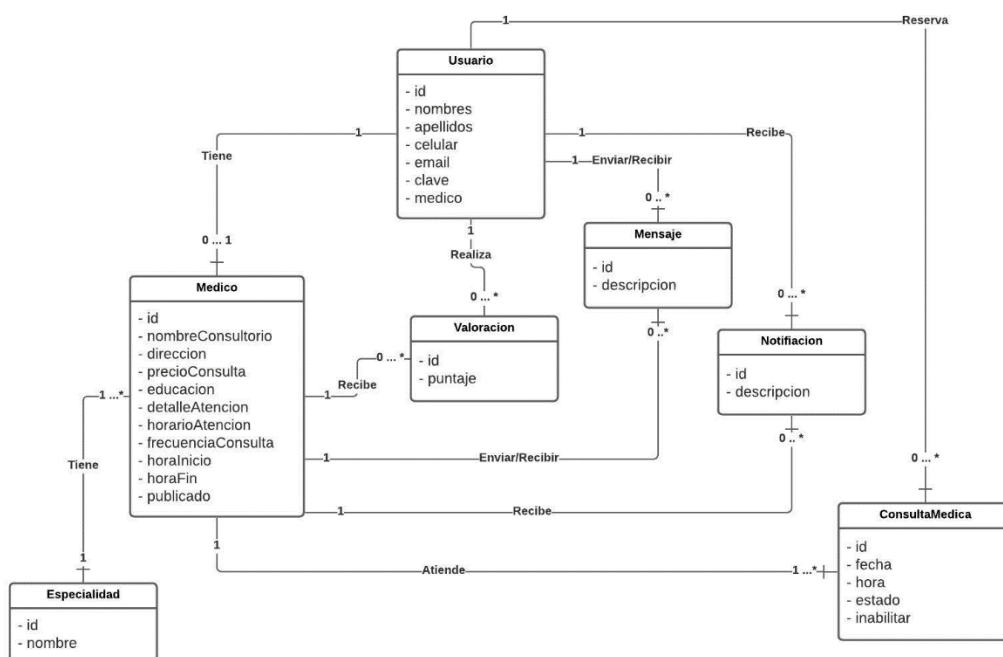 1
Reserva
Usuario
- id
- nombres
- apellidos
- celular
- email
- clave
- medico
1
Tiene
0 ... 1
1
Recibe
0 ... *
1
Enviar/Recibir
0 .. *
1
Realiza
0 ... *
Mensaje
- id
- descripcion
0 ..*
Medico
- id
- nombreConsultorio
- direccion
- precioConsulta
- educacion
- detalleAtencion
- horarioAtencion
- frecuenciaConsulta
- horaInicio
- horaFin
- publicado
Valoracion
- id
- puntaje
0 ... *
Recibe
1
Notifiacion
- id
- descripcion
0 .. *
1 ...*
Tiene
1
1
Enviar/Recibir
1
Recibe
0 ... *
ConsultaMedica
- id
- fecha
- hora
- estado
- inabilitar
1
Atiende
1 ...*
Especialidad
- id
- nombre